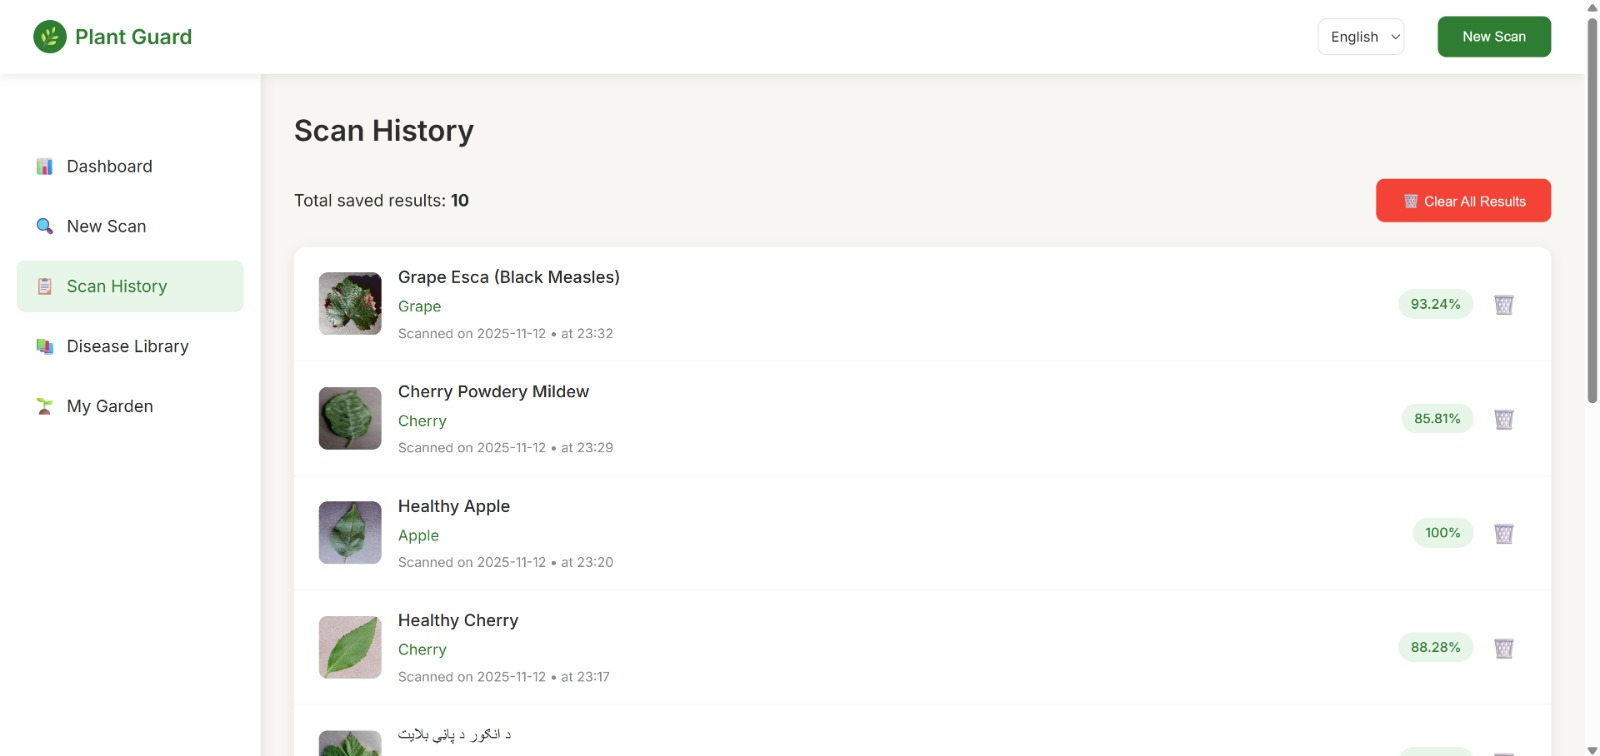 Plant Guard
English
New Scan
Dashboard
New Scan
Scan History
Disease Library
My Garden
Scan History
Total saved results: 10
Clear All Results
Grape Esca (Black Measles)
Grape
Scanned on 2025-11-12 • at 23:32
93.24%
Cherry Powdery Mildew
Cherry
Scanned on 2025-11-12 • at 23:29
85.81%
Healthy Apple
Apple
Scanned on 2025-11-12 • at 23:20
100%
Healthy Cherry
Cherry
Scanned on 2025-11-12 • at 23:17
88.28%
د انګور د پاڼې بلایت